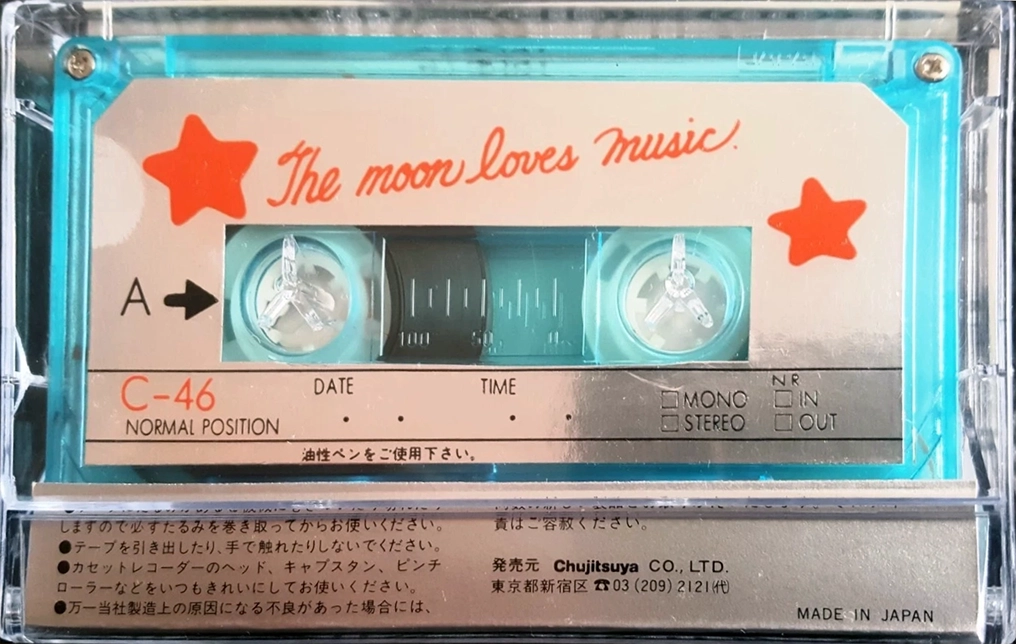 The moon loves music.
A
100 50 0
C-46
NORMAL POSITION
DATE
TIME
NR
MONO IN
STEREO OUT
油性ペンをご使用下さい。
しますので必ずたるみを巻き取ってからお使いください。
●テープを引き出したり、手で触れたりしないでください。
●カセットレコーダーのヘッド、キャプスタン、ピンチ
ローラーなどをいつもきれいにしてお使いください。
●万一当社製造上の原因になる不良があった場合には、
責はご容赦ください。
発売元 Chujitsuya CO., LTD.
東京都新宿区 ☎03(209)2121(代)
MADE IN JAPAN